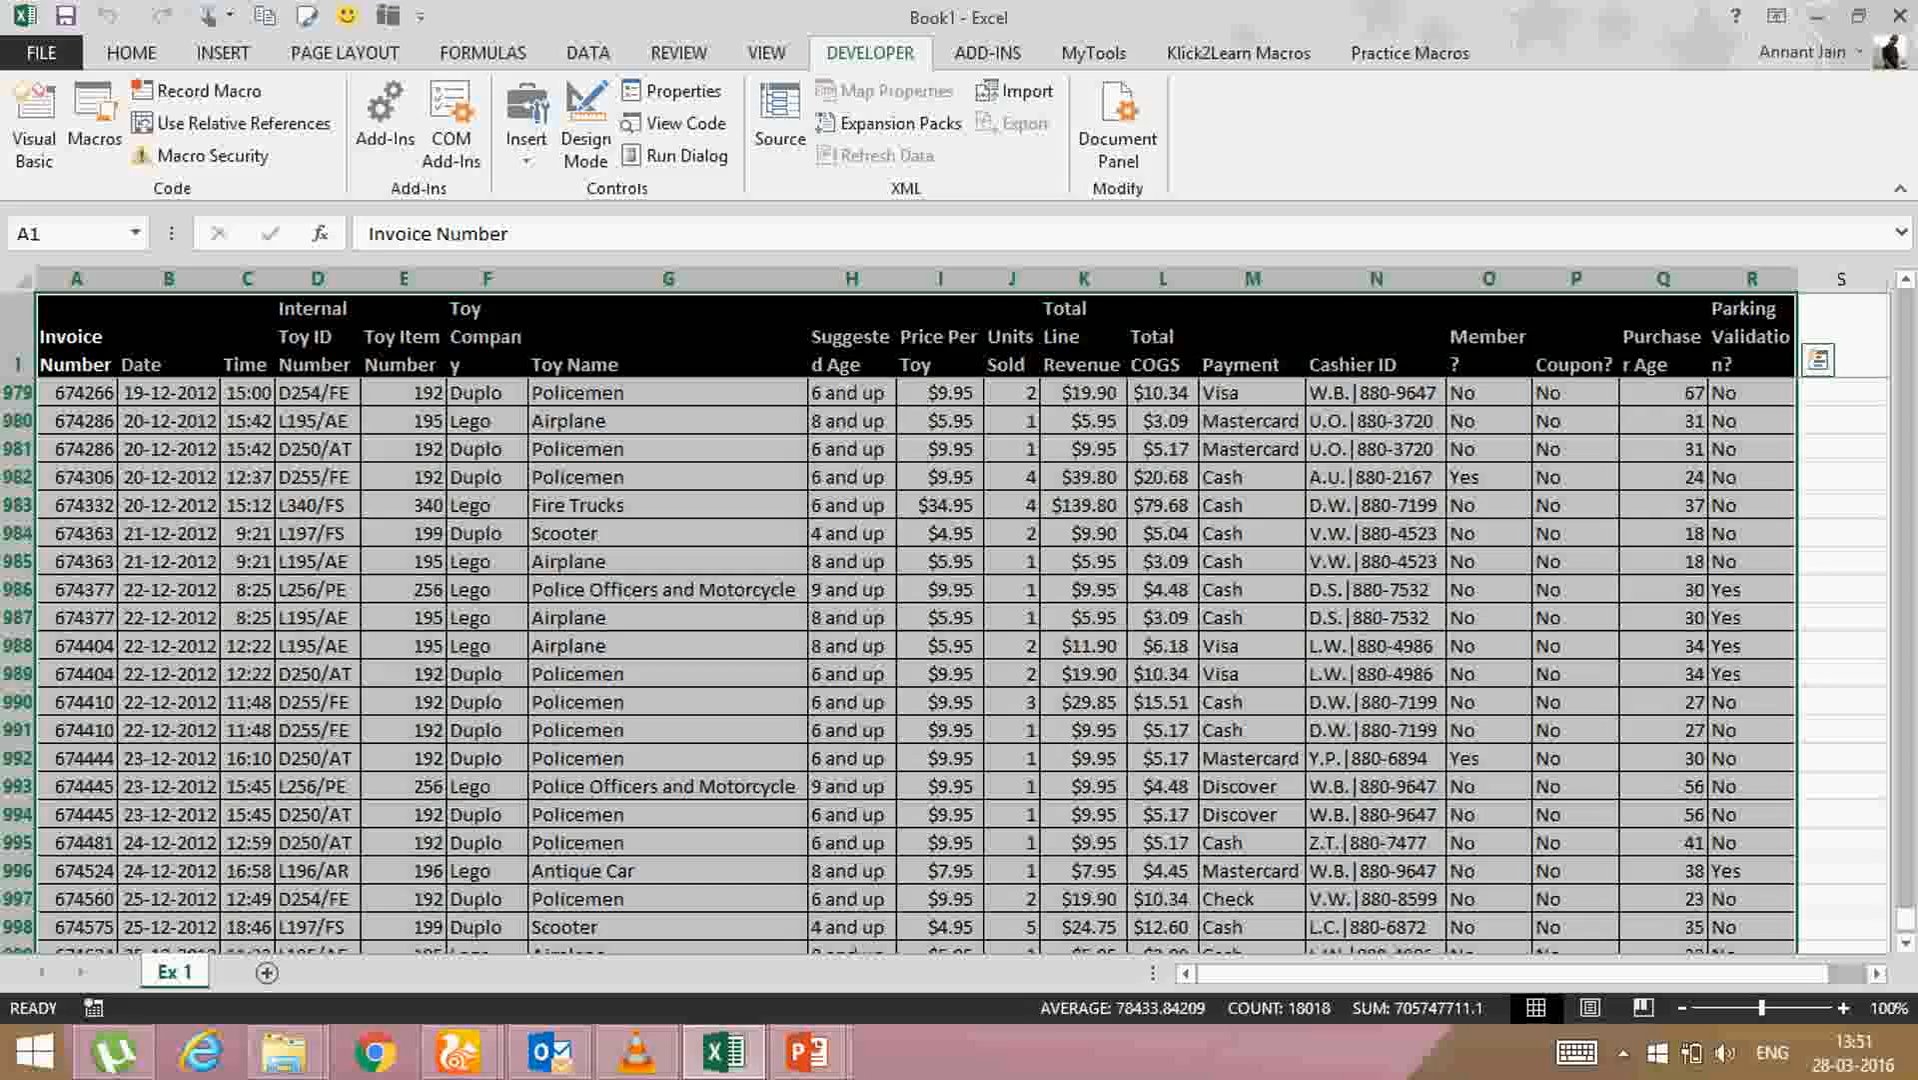 Book1 - Excel
FILE HOME INSERT PAGE LAYOUT FORMULAS DATA REVIEW VIEW DEVELOPER ADD-INS MyTools Klick2Learn Macros Practice Macros Annant Jain
Visual Basic
Macros
Record Macro
Use Relative References
Macro Security
Code
Add-Ins
COM Add-Ins
Add-Ins
Insert
Design Mode
Properties
View Code
Run Dialog
Controls
Source
Map Properties
Expansion Packs
Refresh Data
Import
Export
XML
Document Panel
Modify
A1 fx Invoice Number
A B C D E F G H I J K L M N O P Q R S
Invoice Number Date Time Internal Toy ID Number Toy Item Number Toy Company Toy Name Suggested Age Price Per Toy Units Sold Total Line Revenue Total COGS Payment Cashier ID Member? Coupon? Purchaser Age Parking Validation?
979 674266 19-12-2012 15:00 D254/FE 192 Duplo Policemen 6 and up $9.95 2 $19.90 $10.34 Visa W.B.|880-9647 No No 67 No
980 674286 20-12-2012 15:42 L195/AE 195 Lego Airplane 8 and up $5.95 1 $5.95 $3.09 Mastercard U.O.|880-3720 No No 31 No
981 674286 20-12-2012 15:42 D250/AT 192 Duplo Policemen 6 and up $9.95 1 $9.95 $5.17 Mastercard U.O.|880-3720 No No 31 No
982 674306 20-12-2012 12:37 D255/FE 192 Duplo Policemen 6 and up $9.95 4 $39.80 $20.68 Cash A.U.|880-2167 Yes No 24 No
983 674332 20-12-2012 15:12 L340/FS 340 Lego Fire Trucks 6 and up $34.95 4 $139.80 $79.68 Cash D.W.|880-7199 No No 37 No
984 674363 21-12-2012 9:21 L197/FS 199 Duplo Scooter 4 and up $4.95 2 $9.90 $5.04 Cash V.W.|880-4523 No No 18 No
985 674363 21-12-2012 9:21 L195/AE 195 Lego Airplane 8 and up $5.95 1 $5.95 $3.09 Cash V.W.|880-4523 No No 18 No
986 674377 22-12-2012 8:25 L256/PE 256 Lego Police Officers and Motorcycle 9 and up $9.95 1 $9.95 $4.48 Cash D.S.|880-7532 No No 30 Yes
987 674377 22-12-2012 8:25 L195/AE 195 Lego Airplane 8 and up $5.95 1 $5.95 $3.09 Cash D.S.|880-7532 No No 30 Yes
988 674404 22-12-2012 12:22 L195/AE 195 Lego Airplane 8 and up $5.95 2 $11.90 $6.18 Visa L.W.|880-4986 No No 34 Yes
989 674404 22-12-2012 12:22 D250/AT 192 Duplo Policemen 6 and up $9.95 2 $19.90 $10.34 Visa L.W.|880-4986 No No 34 Yes
990 674410 22-12-2012 11:48 D255/FE 192 Duplo Policemen 6 and up $9.95 3 $29.85 $15.51 Cash D.W.|880-7199 No No 27 No
991 674410 22-12-2012 11:48 D255/FE 192 Duplo Policemen 6 and up $9.95 1 $9.95 $5.17 Cash D.W.|880-7199 No No 27 No
992 674444 23-12-2012 16:10 D250/AT 192 Duplo Policemen 6 and up $9.95 1 $9.95 $5.17 Mastercard Y.P.|880-6894 Yes No 30 No
993 674445 23-12-2012 15:45 L256/PE 256 Lego Police Officers and Motorcycle 9 and up $9.95 1 $9.95 $4.48 Discover W.B.|880-9647 No No 56 No
994 674445 23-12-2012 15:45 D250/AT 192 Duplo Policemen 6 and up $9.95 1 $9.95 $5.17 Discover W.B.|880-9647 No No 56 No
995 674481 24-12-2012 12:59 D250/AT 192 Duplo Policemen 6 and up $9.95 1 $9.95 $5.17 Cash Z.T.|880-7477 No No 41 No
996 674524 24-12-2012 16:58 L196/AR 196 Lego Antique Car 8 and up $7.95 1 $7.95 $4.45 Mastercard W.B.|880-9647 No No 38 Yes
997 674560 25-12-2012 12:49 D254/FE 192 Duplo Policemen 6 and up $9.95 2 $19.90 $10.34 Check V.W.|880-8599 No No 23 No
998 674575 25-12-2012 18:46 L197/FS 199 Duplo Scooter 4 and up $4.95 5 $24.75 $12.60 Cash L.C.|880-6872 No No 35 No
Ex 1
READY AVERAGE: 78433.84209 COUNT: 18018 SUM: 705747711.1 100%
ENG
13:51
28-03-2016